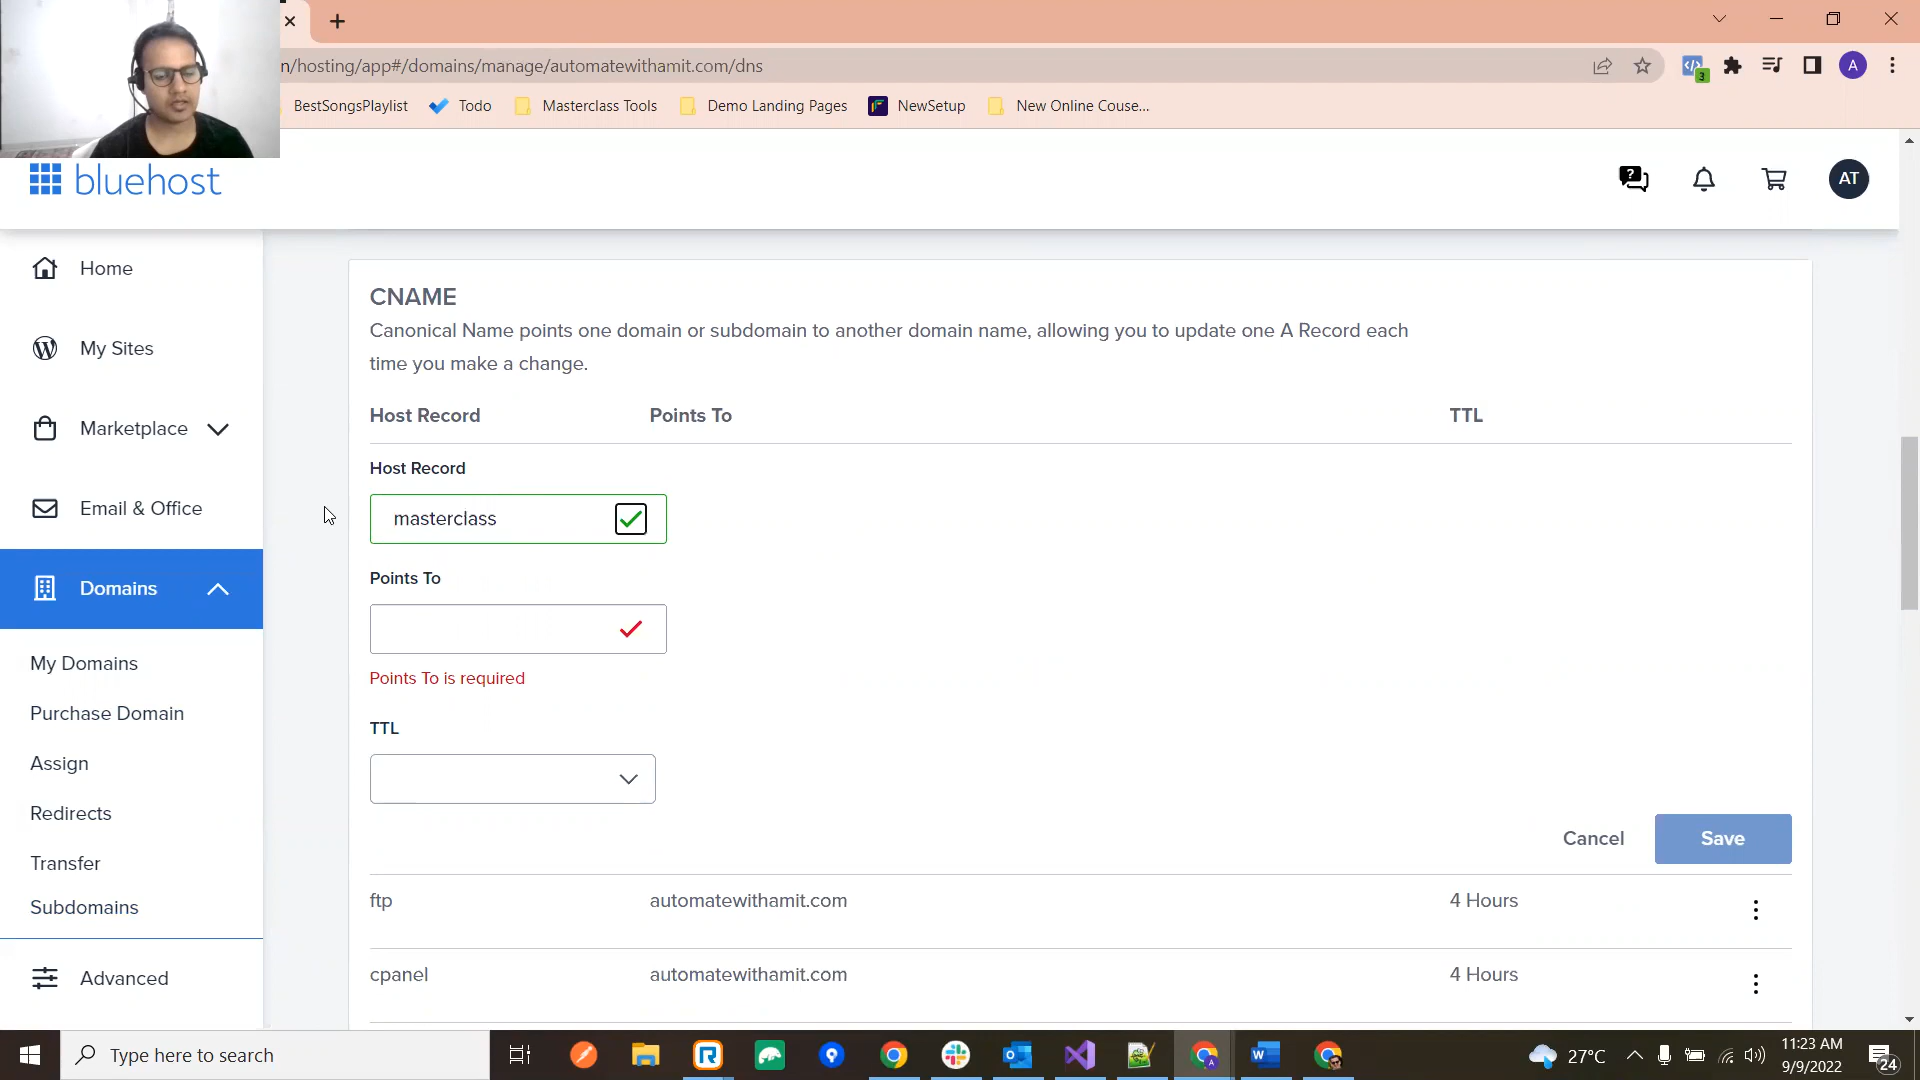 n/hosting/app#/domains/manage/automatewithamit.com/dns
3
A
BestSongsPlaylist
Todo
Masterclass Tools
Demo Landing Pages
NewSetup
New Online Couse...
bluehost
AT
Home
My Sites
Marketplace
Email & Office
Domains
My Domains
Purchase Domain
Assign
Redirects
Transfer
Subdomains
Advanced
CNAME
Canonical Name points one domain or subdomain to another domain name, allowing you to update one A Record each
time you make a change.
Host Record Points To TTL
Host Record
masterclass
Points To
Points To is required
TTL
Cancel Save
ftp automatewithamit.com 4 Hours
cpanel automatewithamit.com 4 Hours
Type here to search
27°C
11:23 AM
9/9/2022
24